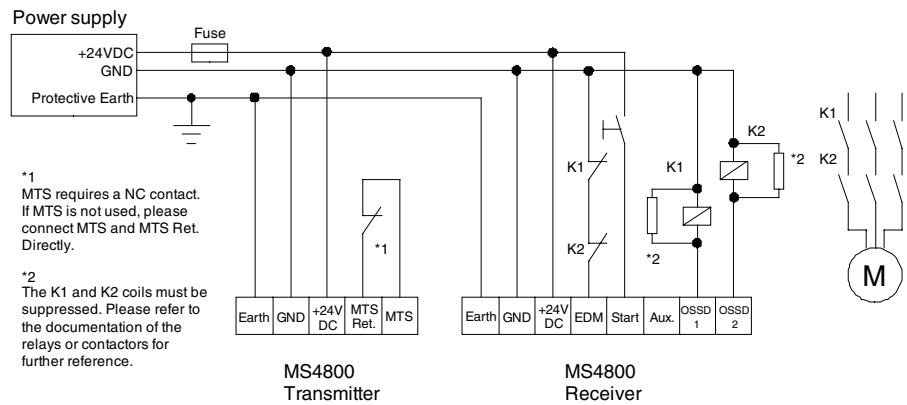 Power supply
+24VDC
Fuse
GND
Protective Earth
*1
MTS requires a NC contact.
If MTS is not used, please
connect MTS and MTS Ret.
Directly.
*2
The K1 and K2 coils must be
suppressed. Please refer to
the documentation of the
relays or contactors for
further reference.
*1
Earth
GND
+24V
DC
MTS
Ret.
MTS
MS4800
Transmitter
K1
K2
K1
*2
K2
*2
Earth
GND
+24V
DC
EDM
Start
Aux.
OSSD
1
OSSD
2
MS4800
Receiver
K1
K2
M